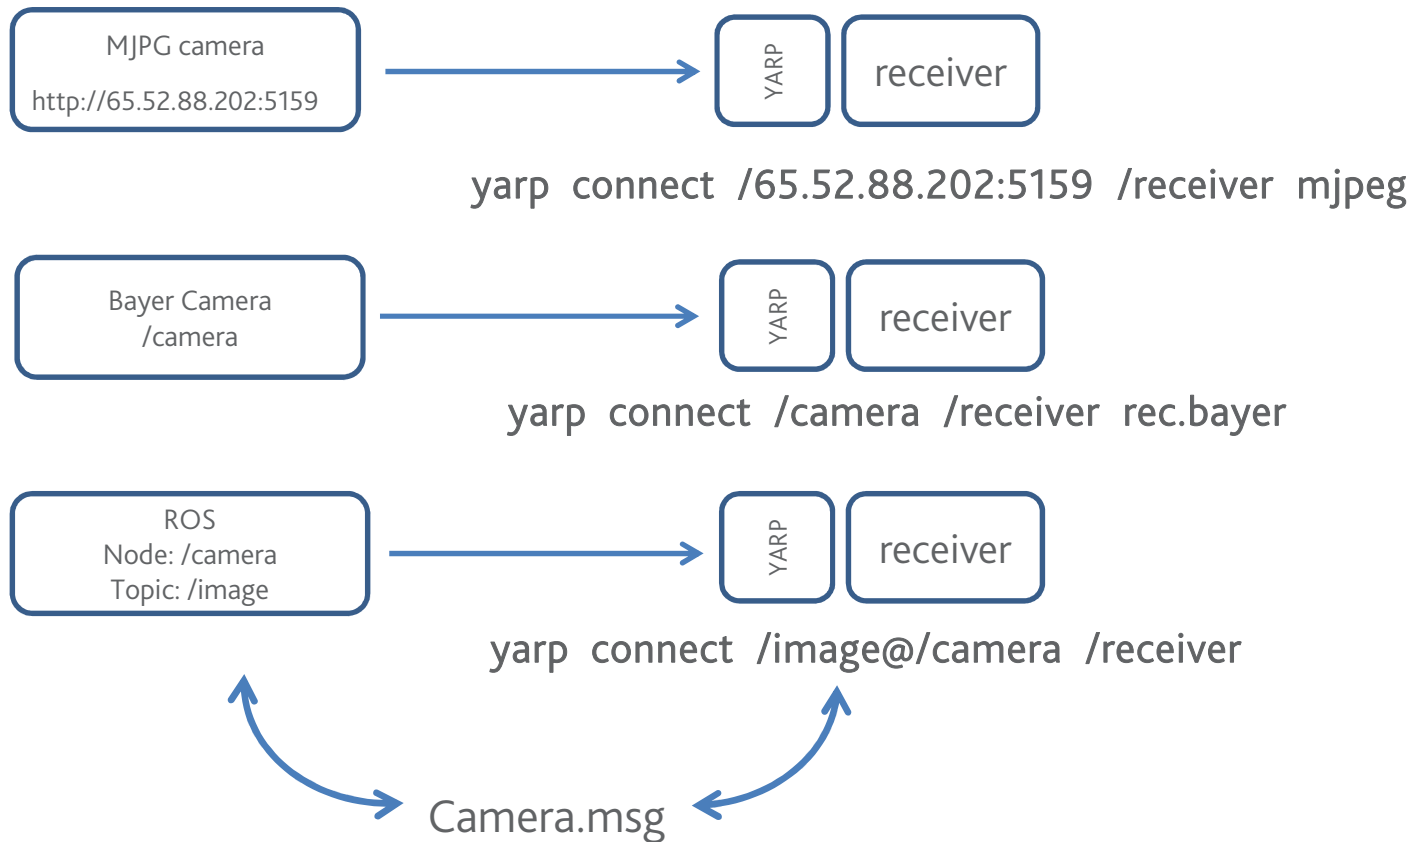 MJPG camera
http://65.52.88.202:5159
YARP
receiver
yarp connect /65.52.88.202:5159 /receiver mjpeg
Bayer Camera
/camera
YARP
receiver
yarp connect /camera /receiver rec.bayer
ROS
Node: /camera
Topic: /image
YARP
receiver
yarp connect /image@/camera /receiver
Camera.msg